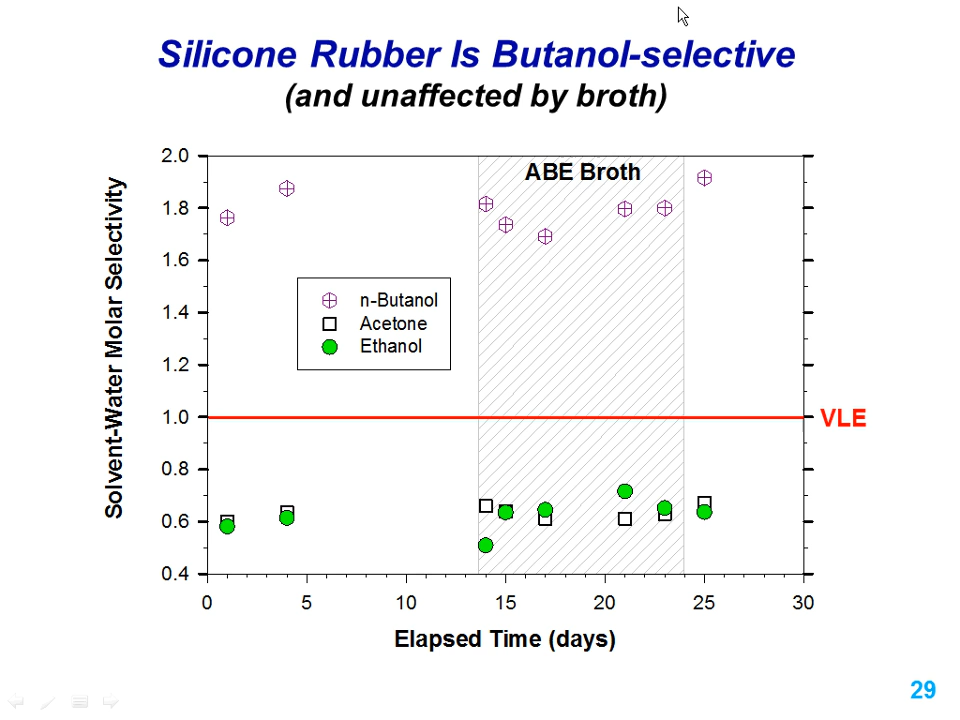 Silicone Rubber Is Butanol-selective
(and unaffected by broth)
2.0
1.8
1.6
1.4
1.2
1.0
0.8
0.6
0.4
Solvent-Water Molar Selectivity
ABE Broth
n-Butanol
Acetone
Ethanol
VLE
0 5 10 15 20 25 30
Elapsed Time (days)
29